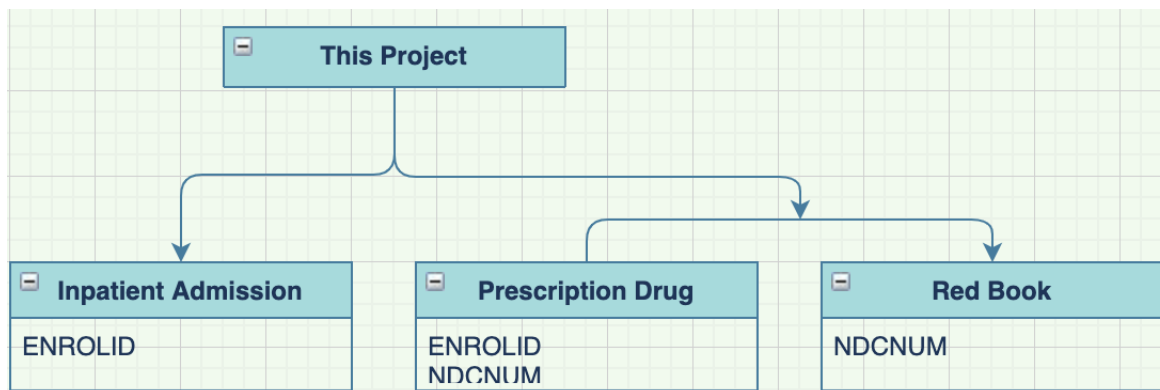 This Project
Inpatient Admission
ENROLID
Prescription Drug
ENROLID
NDCNUM
Red Book
NDCNUM